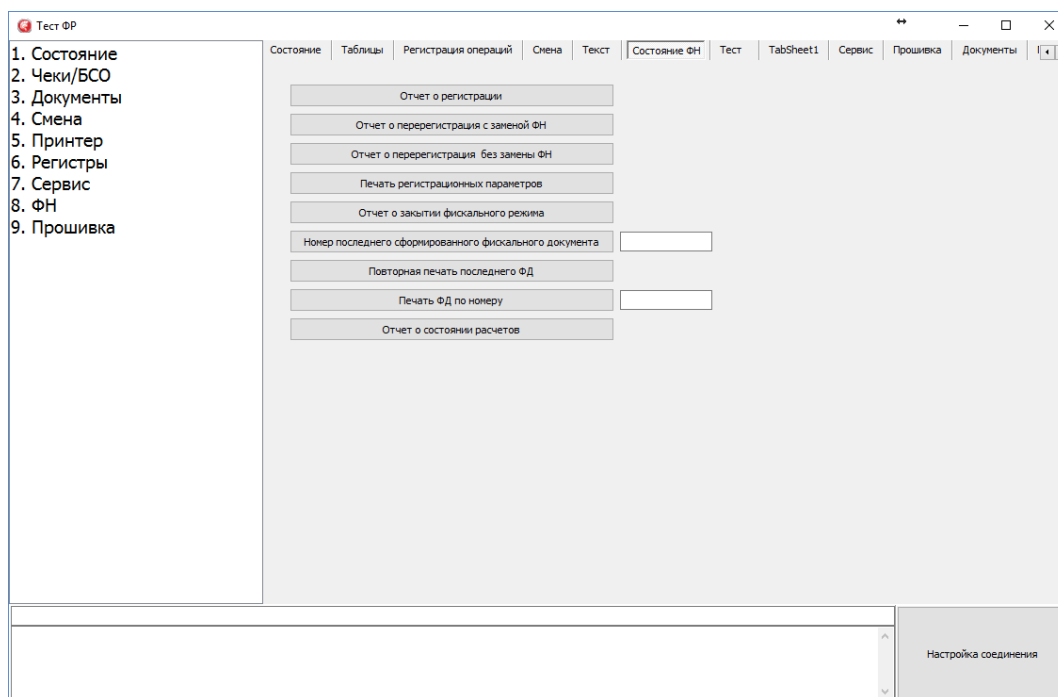 Тест ФР
1. Состояние
2. Чеки/БСО
3. Документы
4. Смена
5. Принтер
6. Регистры
7. Сервис
8. ФН
9. Прошивка
Состояние Таблицы Регистрация операций Смена Текст Состояние ФН Тест TabSheet1 Сервис Прошивка Документы
Отчет о регистрации
Отчет о перерегистрация с заменой ФН
Отчет о перерегистрация без замены ФН
Печать регистрационных параметров
Отчет о закытии фискального режима
Номер последнего сформированного фискального документа
Повторная печать последнего ФД
Печать ФД по номеру
Отчет о состоянии расчетов
Настройка соединения